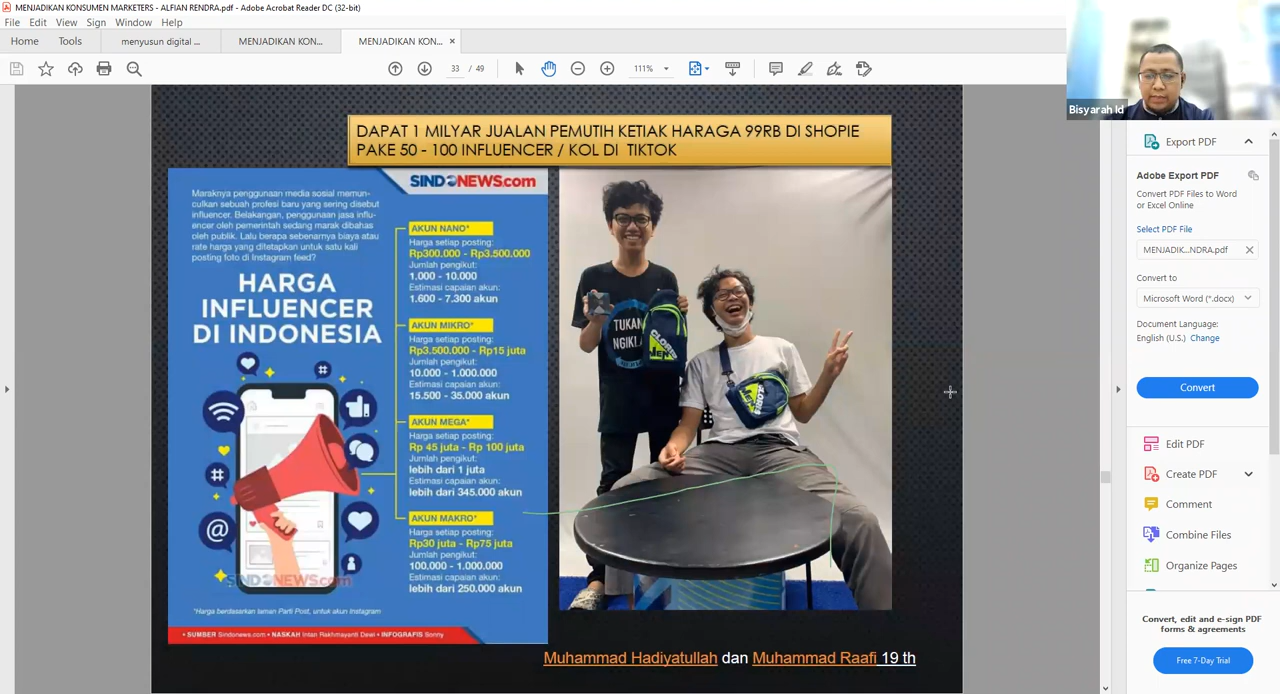 MENJADIKAN KONSUMEN MARKETERS - ALFIAN RENDRA.pdf - Adobe Acrobat Reader DC (32-bit)
File Edit View Sign Window Help
Home Tools menyusun digital ... MENJADIKAN KON... MENJADIKAN KON... ×
33 / 49 111%
Bisyarah Id
DAPAT 1 MILYAR JUALAN PEMUTIH KETIAK HARAGA 99RB DI SHOPIE
PAKE 50 - 100 INFLUENCER / KOL DI TIKTOK
SINDONEWS.com
Maraknya penggunaan media sosial memun-
culkan sebuah profesi baru yang sering disebut
influencer. Belakangan, penggunaan jasa influ-
encer oleh pemerintah sedang marak dibahas
oleh publik. Lalu berapa sebenarnya biaya atau
rate harga yang ditetapkan untuk satu kali
posting foto di Instagram feed?
HARGA
INFLUENCER
DI INDONESIA
AKUN NANO*
Harga setiap posting:
Rp300.000 - Rp3.500.000
Jumlah pengikut:
1.000 - 10.000
Estimasi capaian akun:
1.600 - 7.300 akun
AKUN MIKRO*
Harga setiap posting:
Rp3.500.000 - Rp15 juta
Jumlah pengikut:
10.000 - 1.000.000
Estimasi capaian akun:
15.500 - 35.000 akun
AKUN MEGA*
Harga setiap posting:
Rp 45 juta - Rp 100 juta
Jumlah pengikut:
lebih dari 1 juta
Estimasi capaian akun:
lebih dari 345.000 akun
AKUN MAKRO*
Harga setiap posting:
Rp30 juta - Rp75 juta
Jumlah pengikut:
100.000 - 1.000.000
Estimasi capaian akun:
lebih dari 250.000 akun
SINDONEWS.com
*Harga berdasarkan laman Parti Post, untuk akun Instagram
• SUMBER Sindonews.com • NASKAH Intan Rakhmayanti Dewi • INFOGRAFIS Sonny
TUKAN
NGIKL
CLORIS
MEN
CLORIS
MEN
Muhammad Hadiyatullah dan Muhammad Raafi 19 th
Export PDF
Adobe Export PDF
Convert PDF Files to Word
or Excel Online
Select PDF File
MENJADIK...NDRA.pdf ×
Convert to
Microsoft Word (*.docx)
Document Language:
English (U.S.) Change
Convert
Edit PDF
Create PDF
Comment
Combine Files
Organize Pages
Convert, edit and e-sign PDF
forms & agreements
Free 7-Day Trial